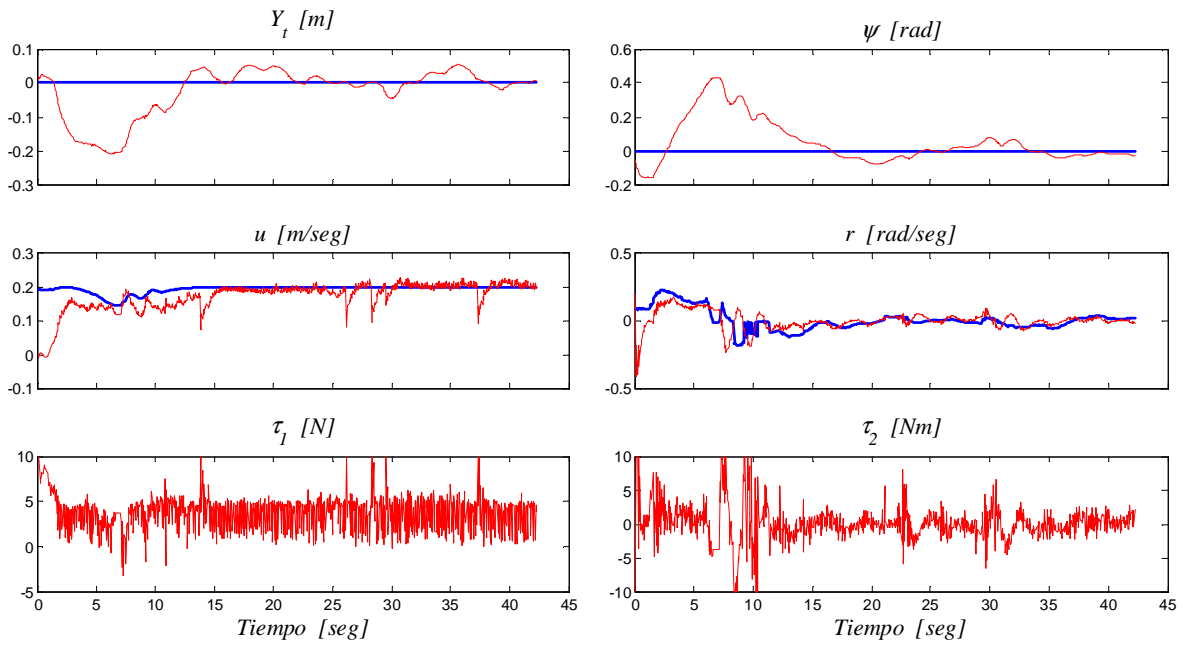 Y_t [m]
0.1
0
-0.1
-0.2
-0.3
ψ [rad]
0.6
0.4
0.2
0
-0.2
u [m/seg]
0.3
0.2
0.1
0
-0.1
r [rad/seg]
0.5
0
-0.5
τ_1 [N]
10
5
0
-5
0 5 10 15 20 25 30 35 40 45
Tiempo [seg]
τ_2 [Nm]
10
5
0
-5
-10
0 5 10 15 20 25 30 35 40 45
Tiempo [seg]